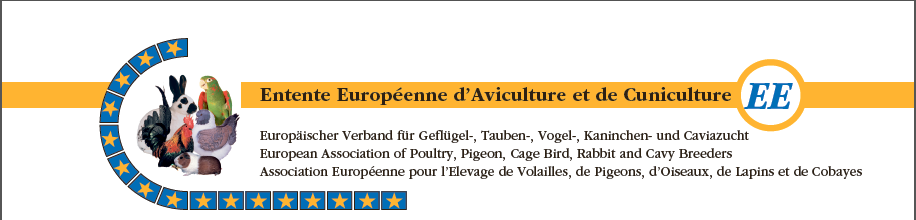 Entente Européenne d'Aviculture et de Cuniculture
EE
Europäischer Verband für Geflügel-, Tauben-, Vogel-, Kaninchen- und Caviazucht
European Association of Poultry, Pigeon, Cage Bird, Rabbit and Cavy Breeders
Association Européenne pour l'Elevage de Volailles, de Pigeons, d'Oiseaux, de Lapins et de Cobayes